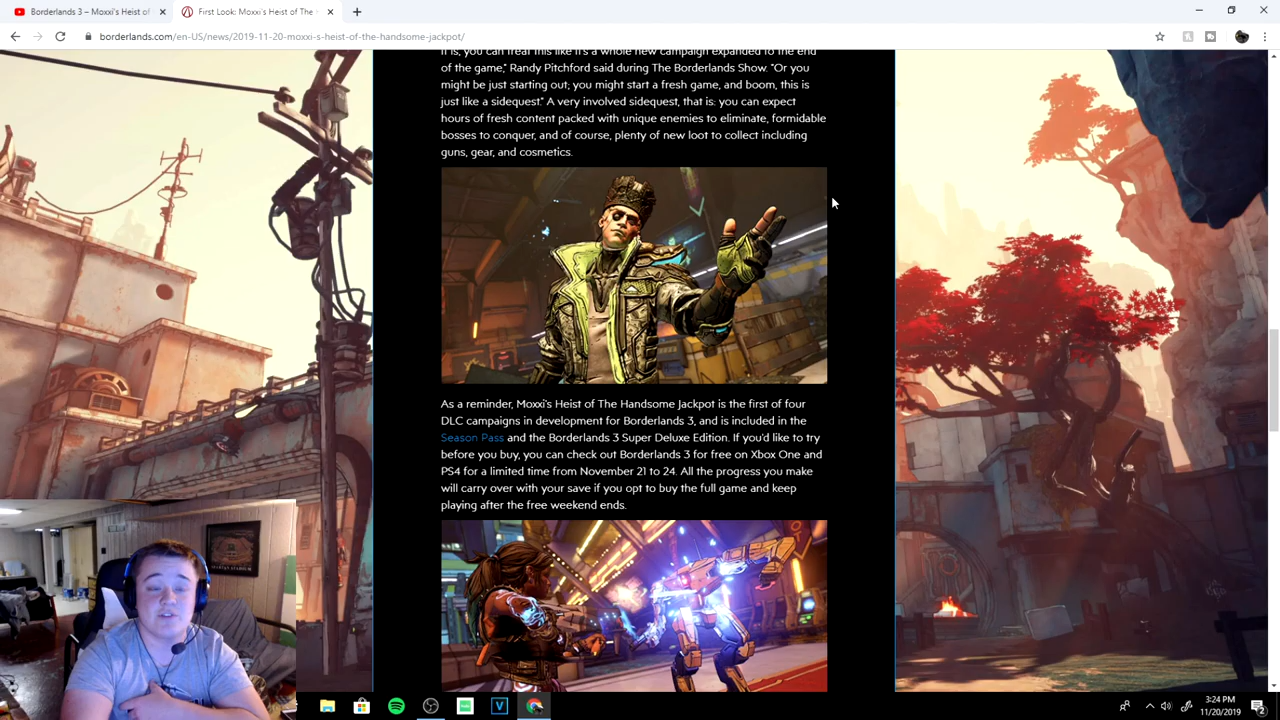 Borderlands 3 – Moxxi's Heist of
First Look: Moxxi's Heist of The
borderlands.com/en-US/news/2019-11-20-moxxi-s-heist-of-the-handsome-jackpot/
it is, you can treat this like it's a whole new campaign expanded to the end
of the game," Randy Pitchford said during The Borderlands Show. "Or you
might be just starting out; you might start a fresh game, and boom, this is
just like a sidequest." A very involved sidequest, that is: you can expect
hours of fresh content packed with unique enemies to eliminate, formidable
bosses to conquer, and of course, plenty of new loot to collect including
guns, gear, and cosmetics.
As a reminder, Moxxi's Heist of The Handsome Jackpot is the first of four
DLC campaigns in development for Borderlands 3, and is included in the
Season Pass and the Borderlands 3 Super Deluxe Edition. If you'd like to try
before you buy, you can check out Borderlands 3 for free on Xbox One and
PS4 for a limited time from November 21 to 24. All the progress you make
will carry over with your save if you opt to buy the full game and keep
playing after the free weekend ends.
3:24 PM
11/20/2019
2